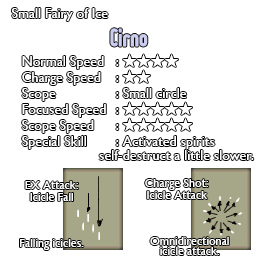 Small Fairy of Ice
Cirno
Normal Speed : ☆☆☆☆
Charge Speed : ☆☆
Scope : Small circle
Focused Speed : ☆☆☆☆☆
Scope Speed : ☆☆☆☆☆
Special Skill : Activated spirits
self-destruct a little slower.
EX Attack:
Icicle Fall
Falling icicles.
Charge Shot:
Icicle Attack
Omnidirectional
icicle attack.